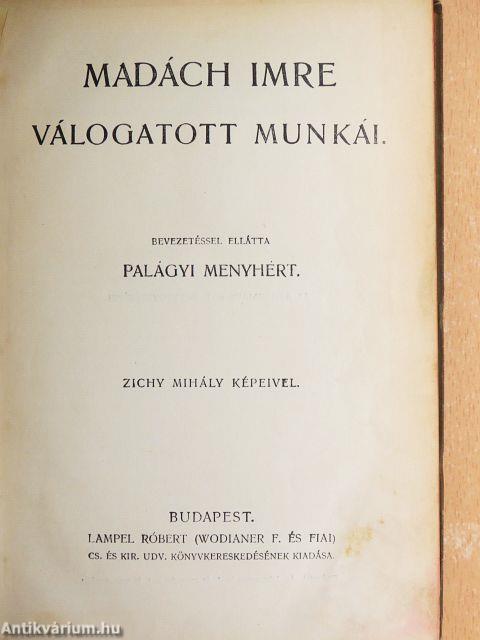 MADÁCH IMRE
VÁLOGATOTT MUNKÁI.
BEVEZETÉSSEL ELLÁTTA
PALÁGYI MENYHÉRT.
ZICHY MIHÁLY KÉPEIVEL.
BUDAPEST.
LAMPEL RÓBERT (WODIANER F. ÉS FIAI)
CS. ÉS KIR. UDV. KÖNYVKERESKEDÉSÉNEK KIADÁSA.
Antikvárium.hu